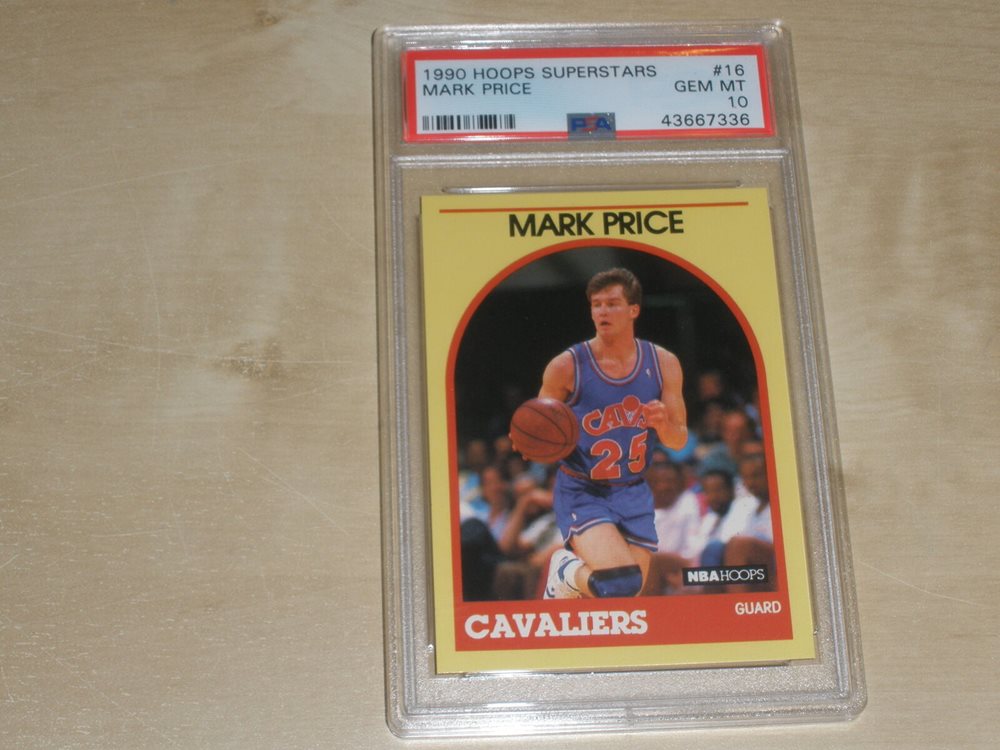 1990 HOOPS SUPERSTARS #16
MARK PRICE GEM MT
10
PSA 43667336
MARK PRICE
CAVS
25
NBA HOOPS
GUARD
CAVALIERS